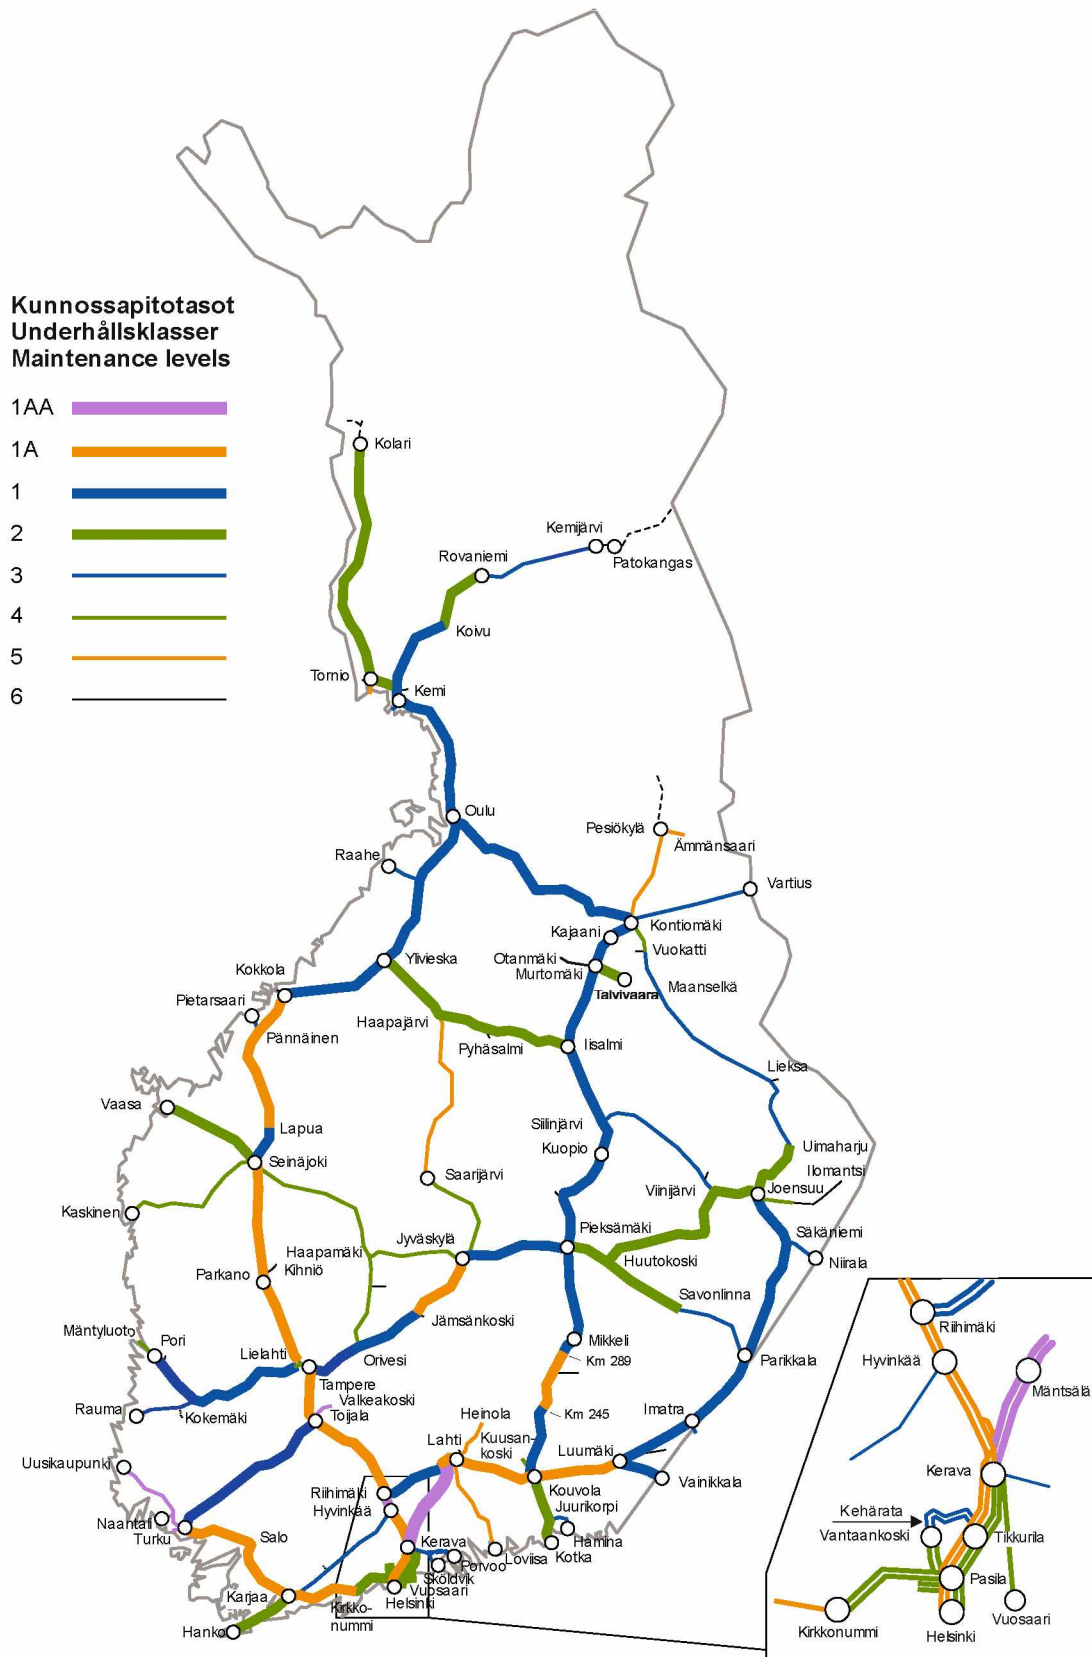 Kunnossapitotasot
Underhållsklasser
Maintenance levels
1AA
1A
1
2
3
4
5
6
Kolari
Kemijärvi
Rovaniemi
Patokangas
Koivu
Tornio
Kemi
Oulu
Pesiökylä
Ämmänsaari
Raahe
Vartius
Kontiomäki
Kajaani
Vuokatti
Ylivieska
Otanmäki
Murtomäki
Kokkola
Maanselkä
Talvivaara
Pietarsaari
Haapajärvi
Pännäinen
Pyhäsalmi
Iisalmi
Lieksa
Vaasa
Lapua
Siilinjärvi
Kuopio
Uimaharju
Seinäjoki
Ilomantsi
Saarijärvi
Viinijärvi
Joensuu
Kaskinen
Pieksämäki
Säkäniemi
Jyväskylä
Haapamäki
Huutokoski
Niirala
Kihniö
Parkano
Savonlinna
Mäntyluoto
Jämsänkoski
Pori
Mikkeli
Lielahti
Orivesi
Km 289
Parikkala
Tampere
Valkeakoski
Rauma
Kokemäki
Toijala
Heinola
Km 245
Imatra
Kuusan-
koski
Lahti
Luumäki
Uusikaupunki
Vainikkala
Kouvola
Riihimäki
Hyvinkää
Juurikorpi
Naantali
Turku
Salo
Kerava
Hamina
Kotka
Loviisa
Porvoo
Sköldvik
Vuosaari
Helsinki
Karjaa
Kirkko-
nummi
Hanko
Riihimäki
Hyvinkää
Mäntsälä
Kerava
Kehärata
Vantaankoski
Tikkurila
Pasila
Vuosaari
Kirkkonummi
Helsinki